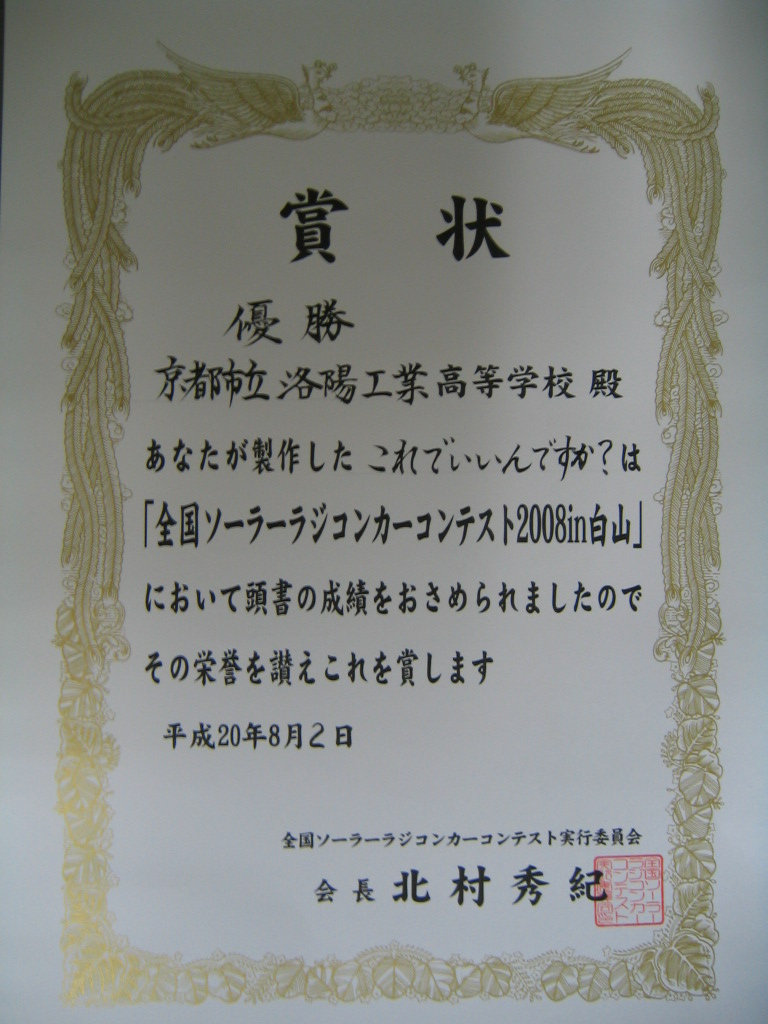 賞状
優勝
京都市立洛陽工業高等学校 殿
あなたが製作した これでいいんですか？は
「全国ソーラーラジコンカーコンテスト2008in白山」
において頭書の成績をおさめられましたので
その栄誉を讃えこれを賞します
平成20年8月2日
全国ソーラーラジコンカーコンテスト実行委員会
会長 北村秀紀